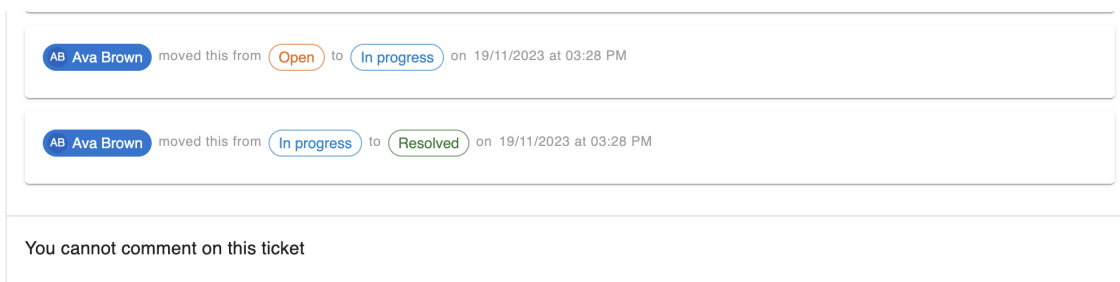 AB Ava Brown moved this from Open to In progress on 19/11/2023 at 03:28 PM
AB Ava Brown moved this from In progress to Resolved on 19/11/2023 at 03:28 PM
You cannot comment on this ticket